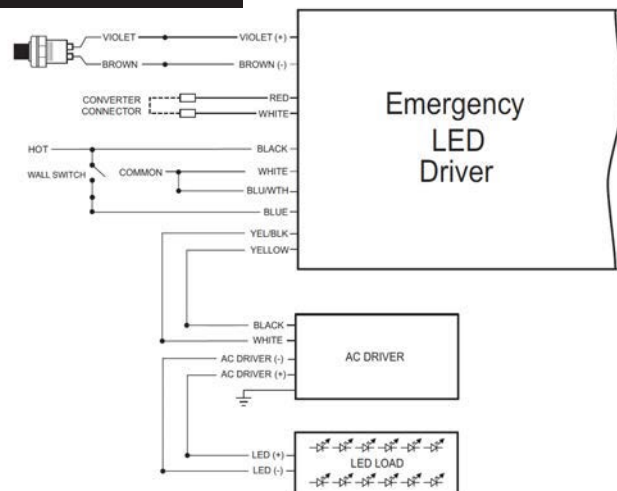 VIOLET VIOLET (+)
BROWN BROWN (-)
CONVERTER
CONNECTOR
RED
WHITE
Emergency
LED
Driver
HOT BLACK
WALL SWITCH
COMMON WHITE
BLU/WTH
BLUE
YEL/BLK
YELLOW
BLACK
WHITE
AC DRIVER (-)
AC DRIVER (+)
AC DRIVER
LED (+)
LED (-)
LED LOAD